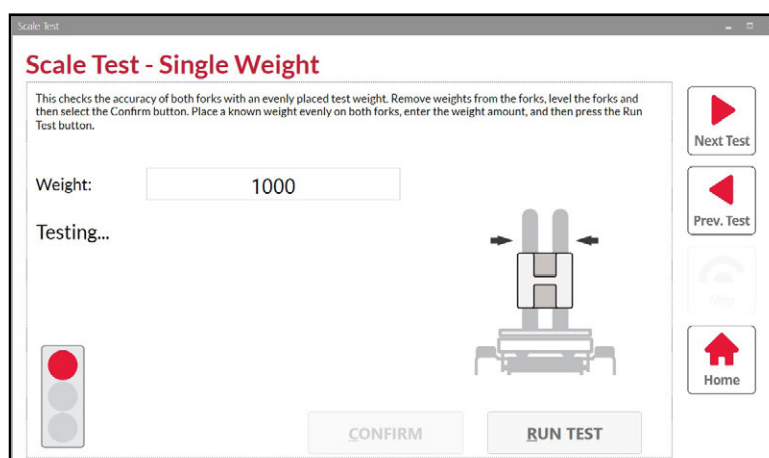 Scale Test
Scale Test - Single Weight
This checks the accuracy of both forks with an evenly placed test weight. Remove weights from the forks, level the forks and
then select the Confirm button. Place a known weight evenly on both forks, enter the weight amount, and then press the Run
Test button.
Next Test
Weight: 1000
Prev. Test
Testing...
Skip
Home
CONFIRM RUN TEST